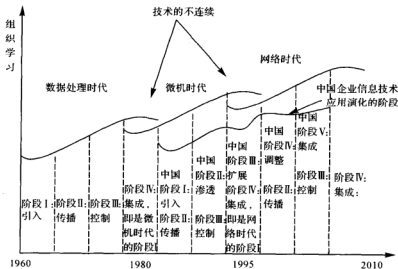 技术的不连续
组织学习
网络时代
数据处理时代
微机时代
中国企业信息技术
应用演化的阶段
阶段Ⅰ:
引入
阶段Ⅱ:
传播
阶段Ⅲ:
控制
阶段Ⅳ:
集成,
即是微
机时代
的阶段Ⅰ
中国
阶段Ⅰ:
引入
阶段Ⅱ:
传播
中国
阶段Ⅱ:
渗透
阶段Ⅲ:
控制
中国
阶段Ⅲ:
扩展
阶段Ⅳ:
集成,
即是网
络时代
的阶段Ⅰ
中国
阶段Ⅳ:
调整
阶段Ⅱ:
传播
中国
阶段Ⅴ:
集成
阶段Ⅲ:
控制
阶段Ⅳ:
集成:
1960
1980
1995
2010